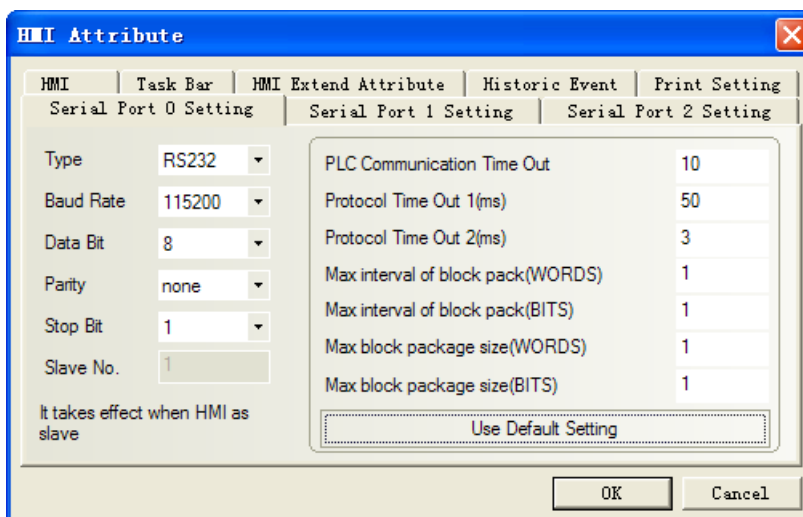 HMI Attribute
HMI
Task Bar
HMI Extend Attribute
Historic Event
Print Setting
Serial Port 0 Setting
Serial Port 1 Setting
Serial Port 2 Setting
Type RS232
Baud Rate 115200
Data Bit 8
Parity none
Stop Bit 1
Slave No. 1
It takes effect when HMI as
slave
PLC Communication Time Out 10
Protocol Time Out 1(ms) 50
Protocol Time Out 2(ms) 3
Max interval of block pack(WORDS) 1
Max interval of block pack(BITS) 1
Max block package size(WORDS) 1
Max block package size(BITS) 1
Use Default Setting
OK
Cancel